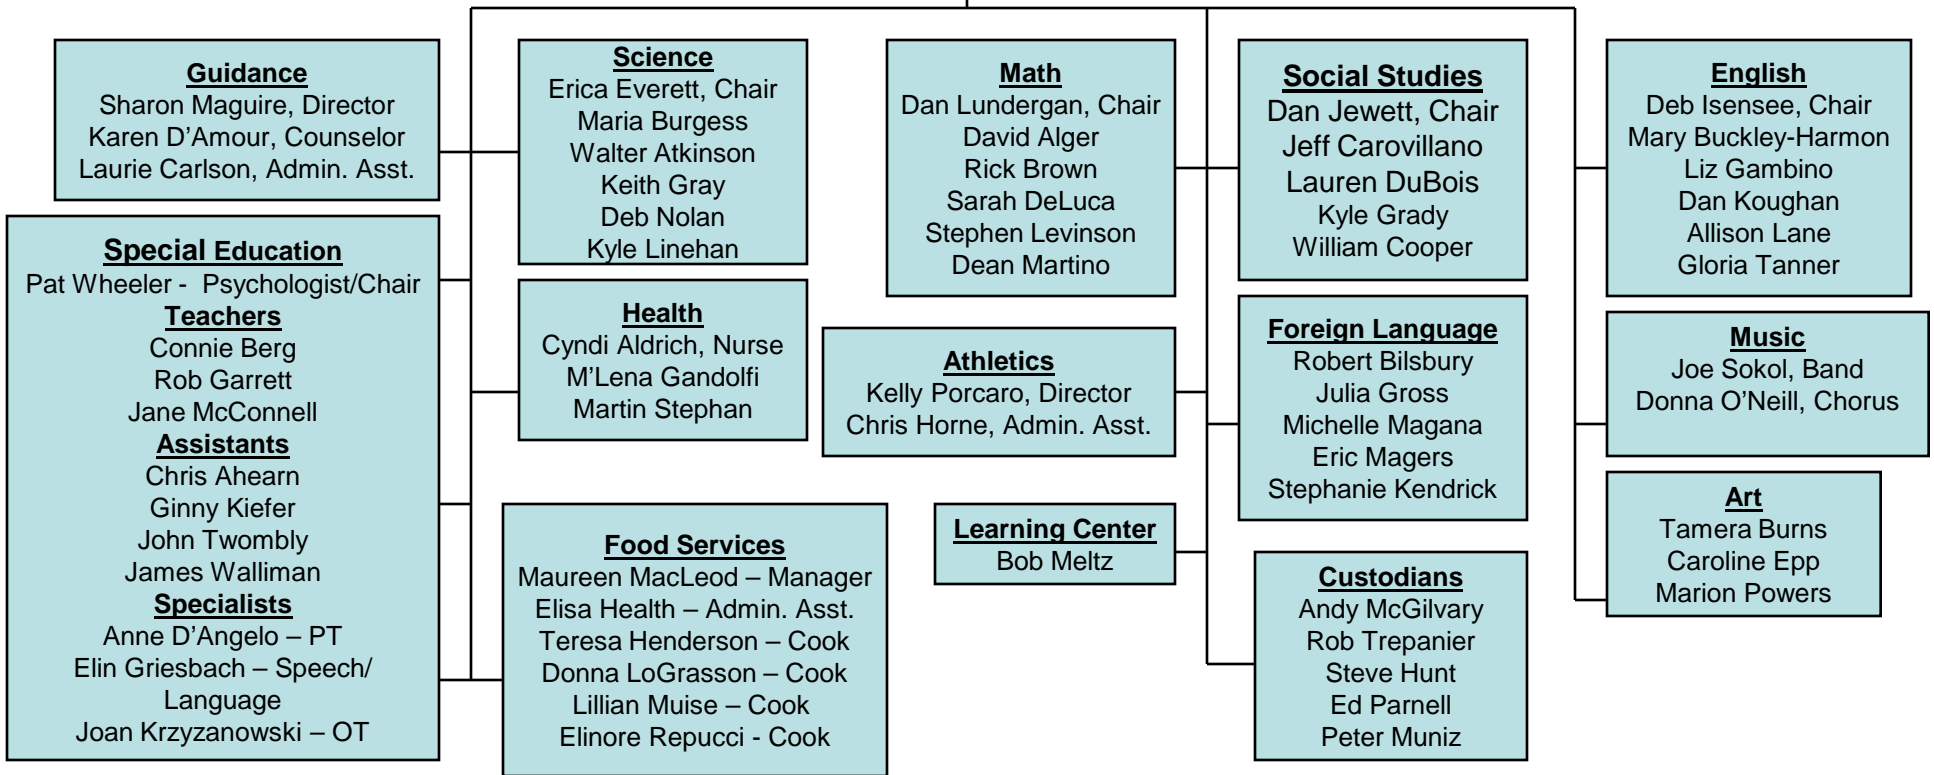 Guidance
Sharon Maguire, Director
Karen D’Amour, Counselor
Laurie Carlson, Admin. Asst.
Special Education
Pat Wheeler - Psychologist/Chair
Teachers
Connie Berg
Rob Garrett
Jane McConnell
Assistants
Chris Ahearn
Ginny Kiefer
John Twombly
James Walliman
Specialists
Anne D’Angelo – PT
Elin Griesbach – Speech/
Language
Joan Krzyzanowski – OT
Science
Erica Everett, Chair
Maria Burgess
Walter Atkinson
Keith Gray
Deb Nolan
Kyle Linehan
Health
Cyndi Aldrich, Nurse
M’Lena Gandolfi
Martin Stephan
Food Services
Maureen MacLeod – Manager
Elisa Health – Admin. Asst.
Teresa Henderson – Cook
Donna LoGrasson – Cook
Lillian Muise – Cook
Elinore Repucci - Cook
Math
Dan Lundergan, Chair
David Alger
Rick Brown
Sarah DeLuca
Stephen Levinson
Dean Martino
Athletics
Kelly Porcaro, Director
Chris Horne, Admin. Asst.
Learning Center
Bob Meltz
Social Studies
Dan Jewett, Chair
Jeff Carovillano
Lauren DuBois
Kyle Grady
William Cooper
Foreign Language
Robert Bilsbury
Julia Gross
Michelle Magana
Eric Magers
Stephanie Kendrick
Custodians
Andy McGilvary
Rob Trepanier
Steve Hunt
Ed Parnell
Peter Muniz
English
Deb Isensee, Chair
Mary Buckley-Harmon
Liz Gambino
Dan Koughan
Allison Lane
Gloria Tanner
Music
Joe Sokol, Band
Donna O’Neill, Chorus
Art
Tamera Burns
Caroline Epp
Marion Powers